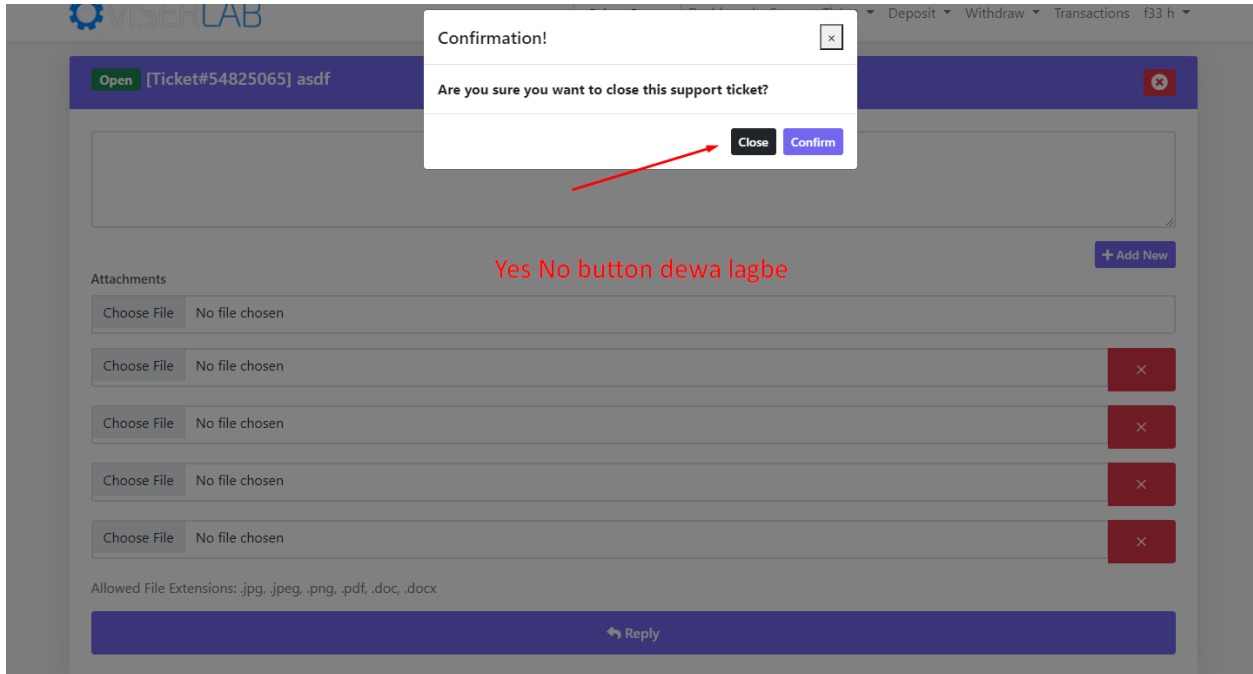 VISERLAB
Deposit Withdraw Transactions f33 h
Confirmation! ×
Open [Ticket#54825065] asdf
Are you sure you want to close this support ticket?
Close Confirm
Yes No button dewa lagbe
+ Add New
Attachments
Choose File No file chosen
Choose File No file chosen ×
Choose File No file chosen ×
Choose File No file chosen ×
Choose File No file chosen ×
Allowed File Extensions: .jpg, .jpeg, .png, .pdf, .doc, .docx
Reply